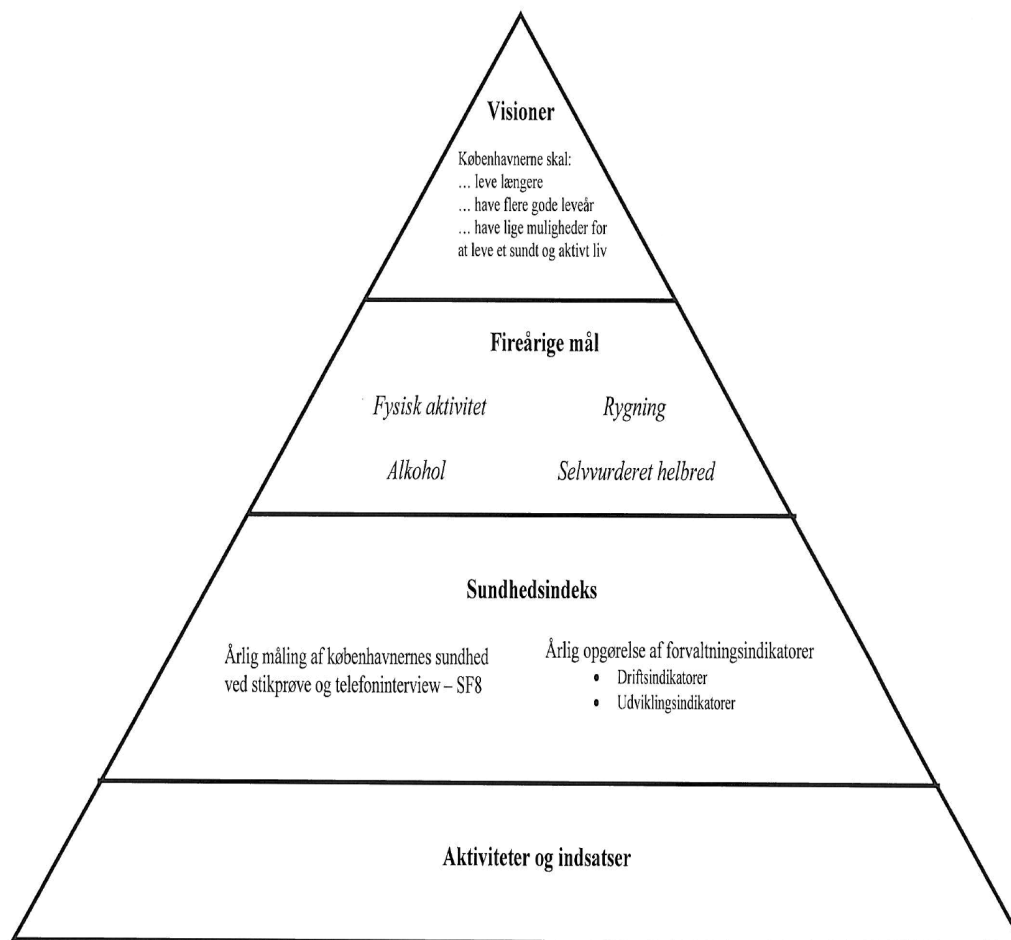 Visioner
Københavnerne skal:
… leve længere
… have flere gode leveår
… have lige muligheder for
at leve et sundt og aktivt liv
Fireårige mål
Fysisk aktivitet
Rygning
Alkohol
Selvvurderet helbred
Sundhedsindeks
Årlig måling af københavnernes sundhed
ved stikprøve og telefoninterview – SF8
Årlig opgørelse af forvaltningsindikatorer
• Driftsindikatorer
• Udviklingsindikatorer
Aktiviteter og indsatser